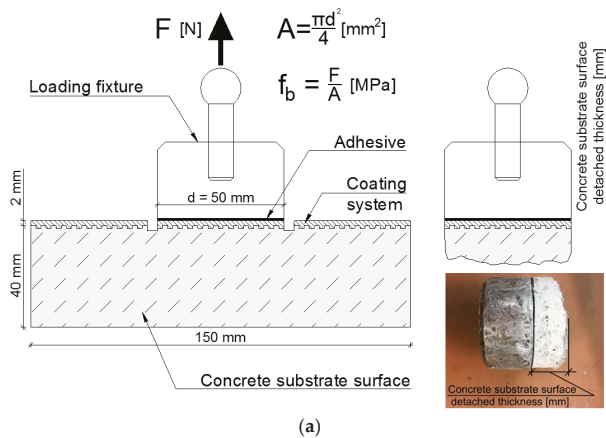 F [N]
A=πd²/4 [mm²]
f_b = F/A [MPa]
Loading fixture
Adhesive
d = 50 mm
Coating
system
2 mm
40 mm
150 mm
Concrete substrate surface
Concrete substrate surface
detached thickness [mm]
Concrete substrate surface
detached thickness [mm]
(a)